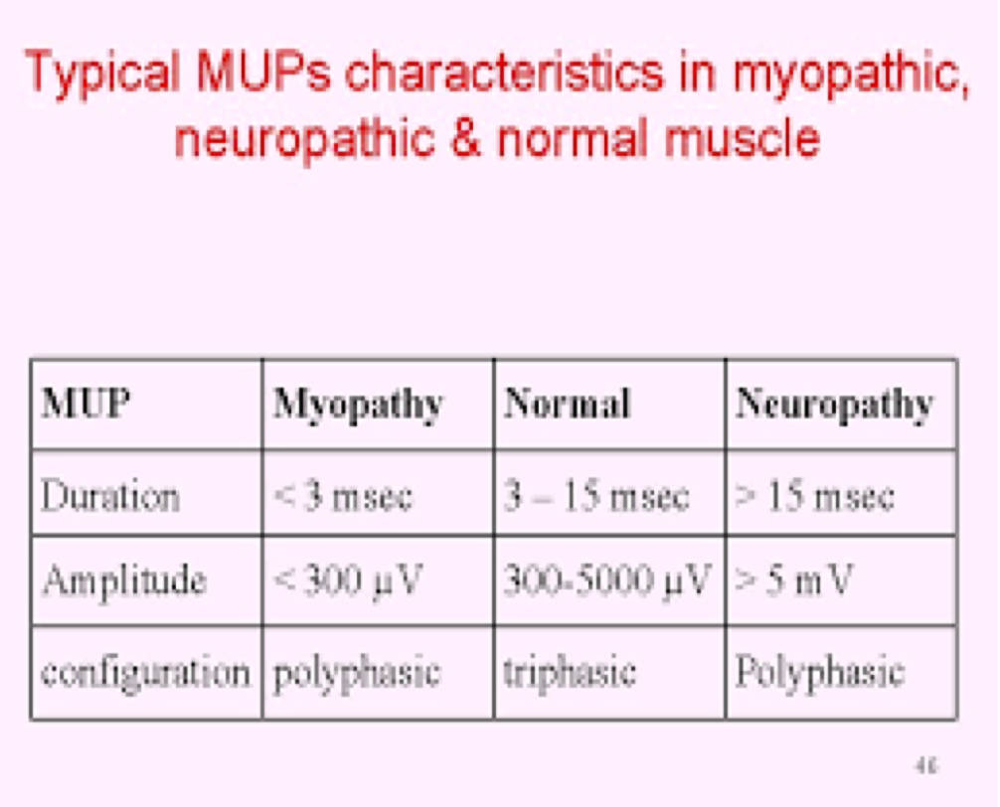 Typical MUPs characteristics in myopathic,
neuropathic & normal muscle
MUP Myopathy Normal Neuropathy
Duration < 3 msec 3 – 15 msec > 15 msec
Amplitude < 300 µV 300-5000 µV > 5 mV
configuration polyphasic triphasic Polyphasic